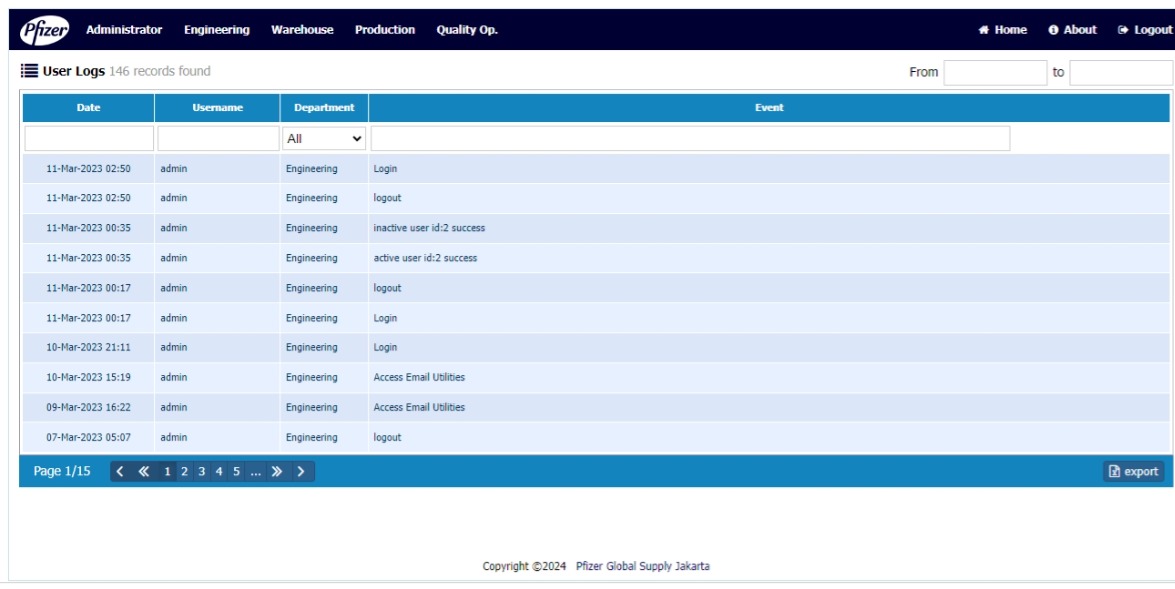 Pfizer Administrator Engineering Warehouse Production Quality Op. Home About Logout
User Logs 146 records found From to
Date Username Department Event
All
11-Mar-2023 02:50 admin Engineering Login
11-Mar-2023 02:50 admin Engineering logout
11-Mar-2023 00:35 admin Engineering inactive user id:2 success
11-Mar-2023 00:35 admin Engineering active user id:2 success
11-Mar-2023 00:17 admin Engineering logout
11-Mar-2023 00:17 admin Engineering Login
10-Mar-2023 21:11 admin Engineering Login
10-Mar-2023 15:19 admin Engineering Access Email Utilities
09-Mar-2023 16:22 admin Engineering Access Email Utilities
07-Mar-2023 05:07 admin Engineering logout
Page 1/15 1 2 3 4 5 ... export
Copyright ©2024 Pfizer Global Supply Jakarta